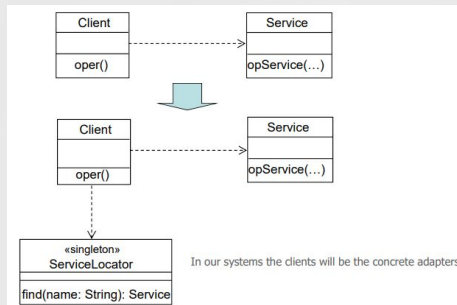 Client
Service
oper()
opService(…)
Client
Service
oper()
opService(…)
«singleton»
ServiceLocator
find(name: String): Service
In our systems the clients will be the concrete adapters